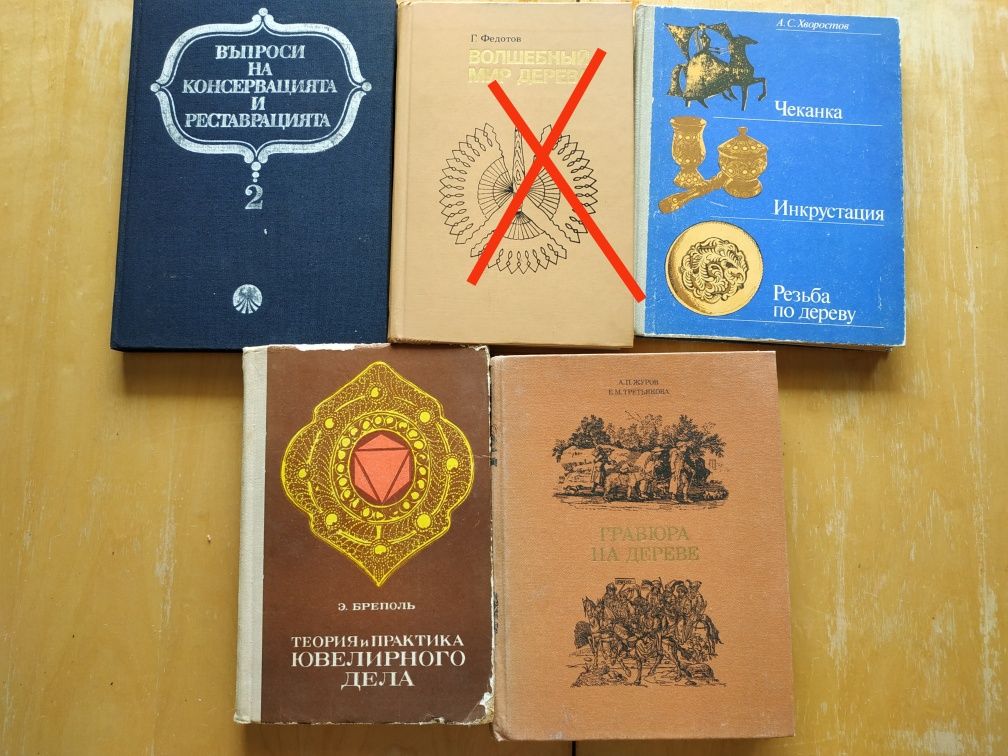 ВЪПРОСИ
НА
КОНСЕРВАЦИЯТА
И
РЕСТАВРАЦИЯТА
2
Г. Федотов
ВОЛШЕБНЫЙ
МИР ДЕРЕВА
А. С. Хворостов
Чеканка
Инкрустация
Резьба
по дереву
Э. БРЕПОЛЬ
ТЕОРИЯ и ПРАКТИКА
ЮВЕЛИРНОГО
ДЕЛА
А. П. ЖУРОВ
Е. М. ТРЕТЬЯКОВА
ГРАВЮРА
НА ДЕРЕВЕ